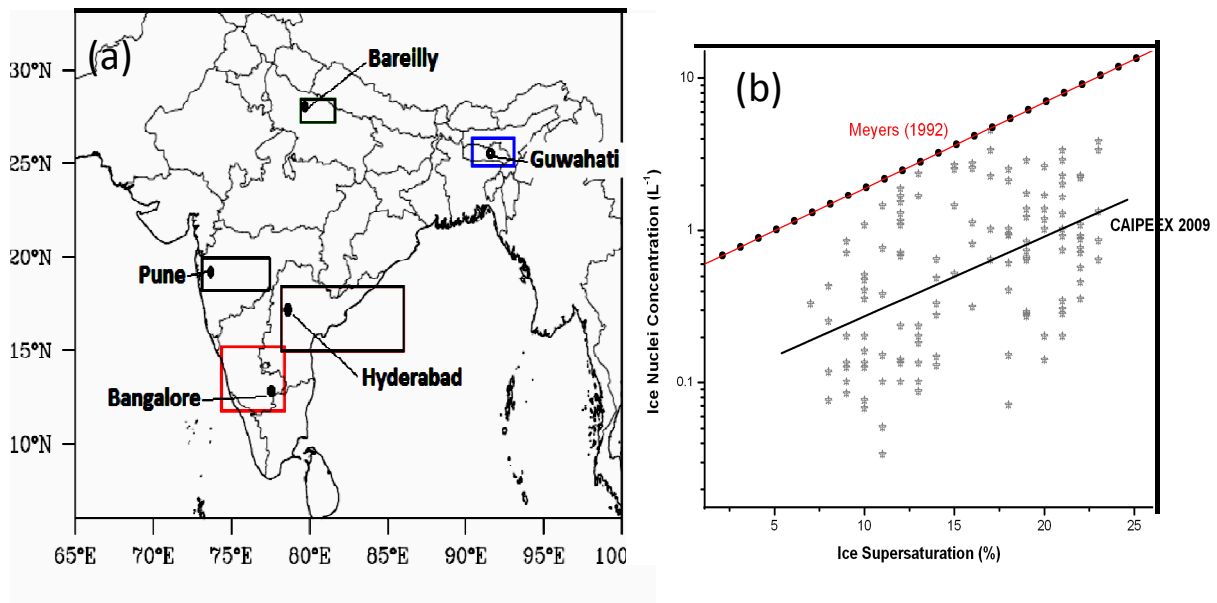 (a)
Bareilly
Guwahati
Pune
Hyderabad
Bangalore
30°N
25°N
20°N
15°N
10°N
65°E 70°E 75°E 80°E 85°E 90°E 95°E 100
(b)
Meyers (1992)
CAIPEEX 2009
Ice Nuclei Concentration (L-1)
10
1
0.1
5 10 15 20 25
Ice Supersaturation (%)